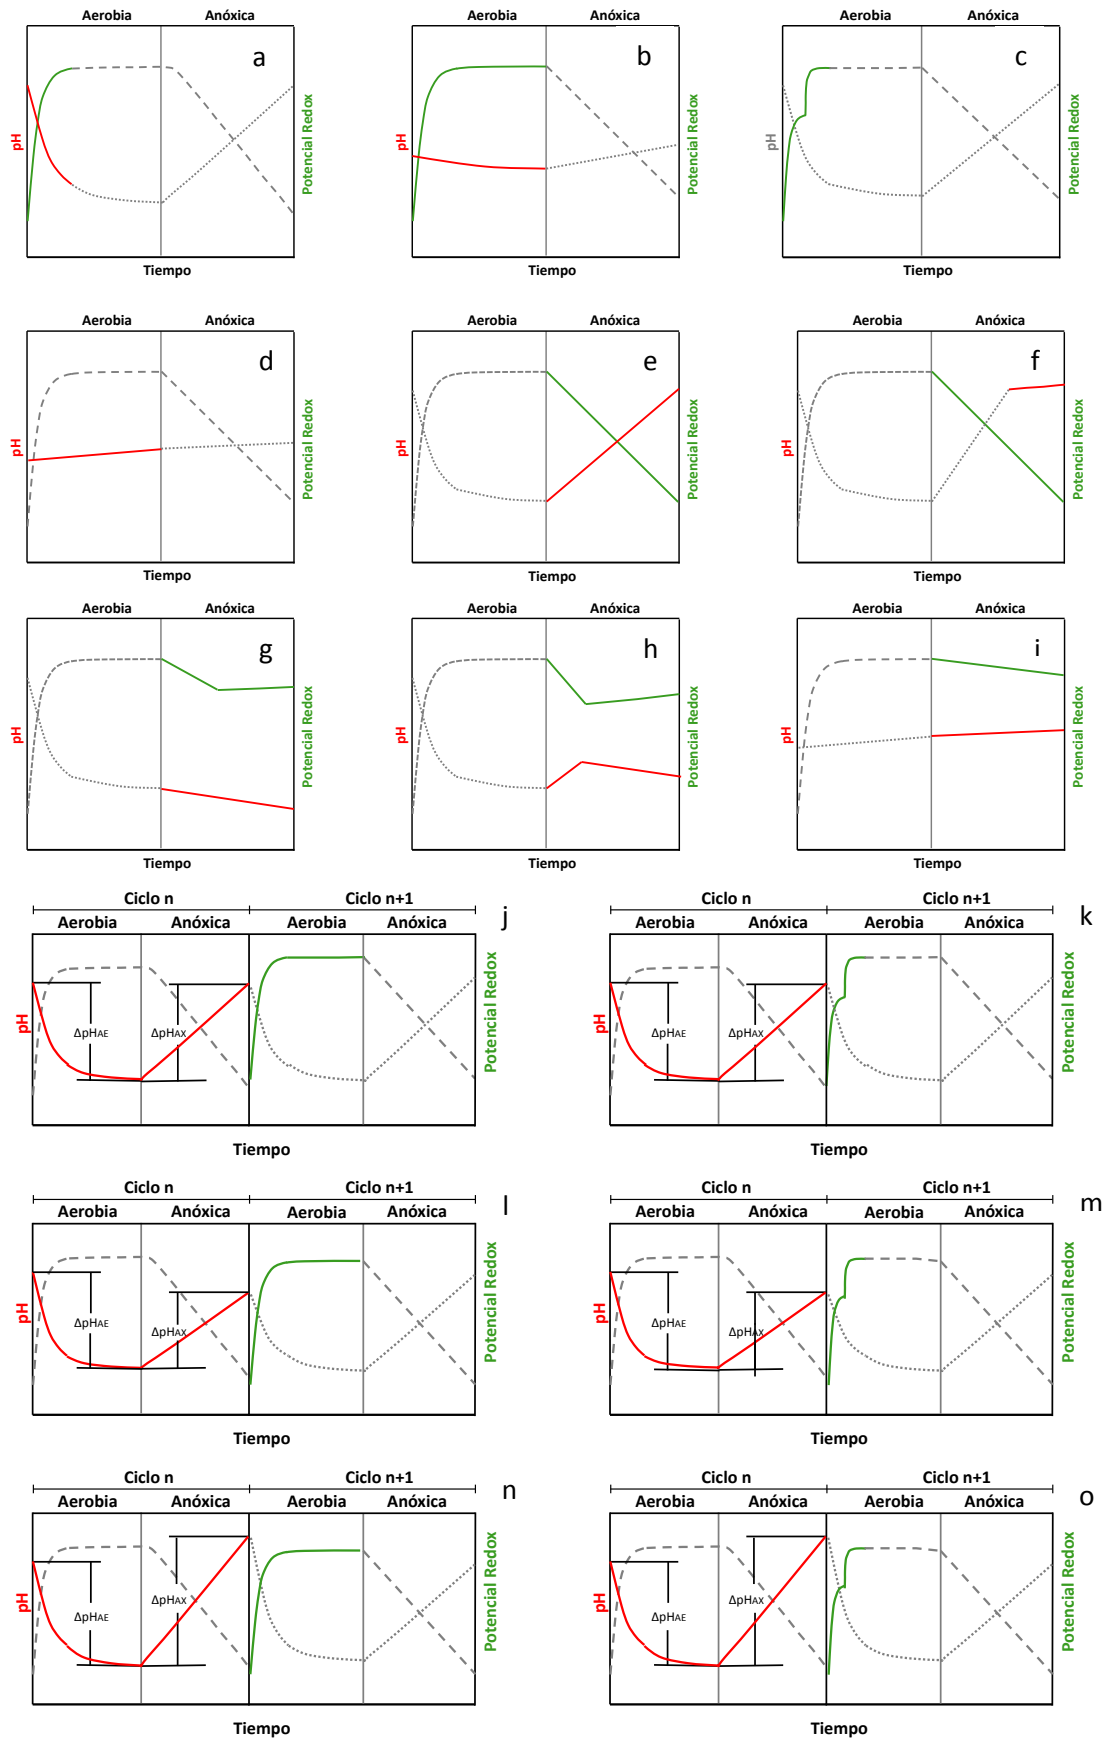 Aerobia Anóxica Aerobia Anóxica Aerobia Anóxica
a b c
pH Potencial Redox pH Potencial Redox pH Potencial Redox
Tiempo Tiempo Tiempo
Aerobia Anóxica Aerobia Anóxica Aerobia Anóxica
d e f
pH Potencial Redox pH Potencial Redox pH Potencial Redox
Tiempo Tiempo Tiempo
Aerobia Anóxica Aerobia Anóxica Aerobia Anóxica
g h i
pH Potencial Redox pH Potencial Redox pH Potencial Redox
Tiempo Tiempo Tiempo
Ciclo n Ciclo n+1 Ciclo n Ciclo n+1
Aerobia Anóxica Aerobia Anóxica j Aerobia Anóxica Aerobia Anóxica k
pH ΔpHAE ΔpHAX Potencial Redox pH ΔpHAE ΔpHAX Potencial Redox
Tiempo Tiempo
Ciclo n Ciclo n+1 Ciclo n Ciclo n+1
Aerobia Anóxica Aerobia Anóxica l Aerobia Anóxica Aerobia Anóxica m
pH ΔpHAE ΔpHAX Potencial Redox pH ΔpHAE ΔpHAX Potencial Redox
Tiempo Tiempo
Ciclo n Ciclo n+1 Ciclo n Ciclo n+1
Aerobia Anóxica Aerobia Anóxica n Aerobia Anóxica Aerobia Anóxica o
pH ΔpHAE ΔpHAX Potencial Redox pH ΔpHAE ΔpHAX Potencial Redox
Tiempo Tiempo